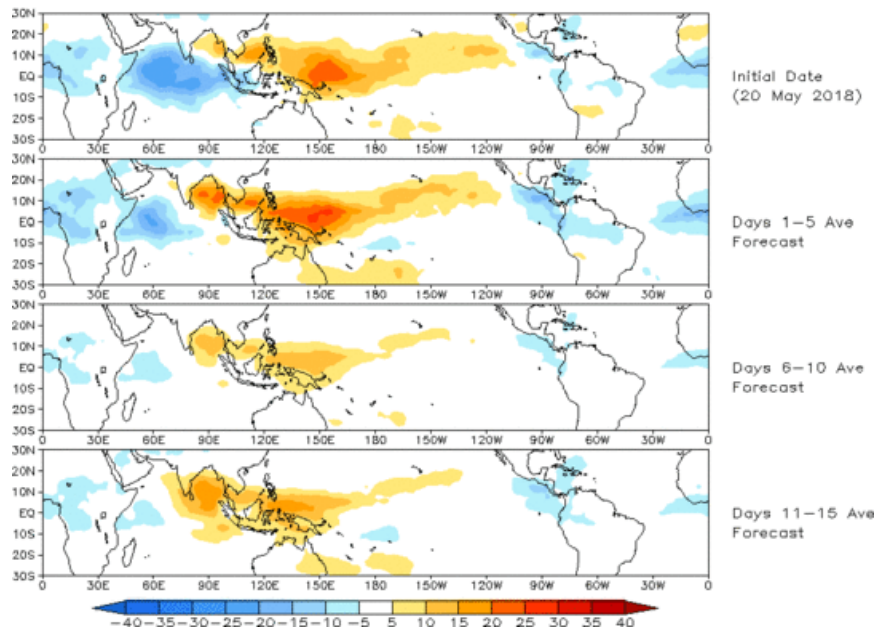 30N
20N
10N
EQ
10S
20S
30S
0 30E 60E 90E 120E 150E 180 150W 120W 90W 60W 30W 0
Initial Date
(20 May 2018)
30N
20N
10N
EQ
10S
20S
30S
0 30E 60E 90E 120E 150E 180 150W 120W 90W 60W 30W 0
Days 1-5 Ave
Forecast
30N
20N
10N
EQ
10S
20S
30S
0 30E 60E 90E 120E 150E 180 150W 120W 90W 60W 30W 0
Days 6-10 Ave
Forecast
30N
20N
10N
EQ
10S
20S
30S
0 30E 60E 90E 120E 150E 180 150W 120W 90W 60W 30W 0
Days 11-15 Ave
Forecast
-40 -35 -30 -25 -20 -15 -10 -5 5 10 15 20 25 30 35 40